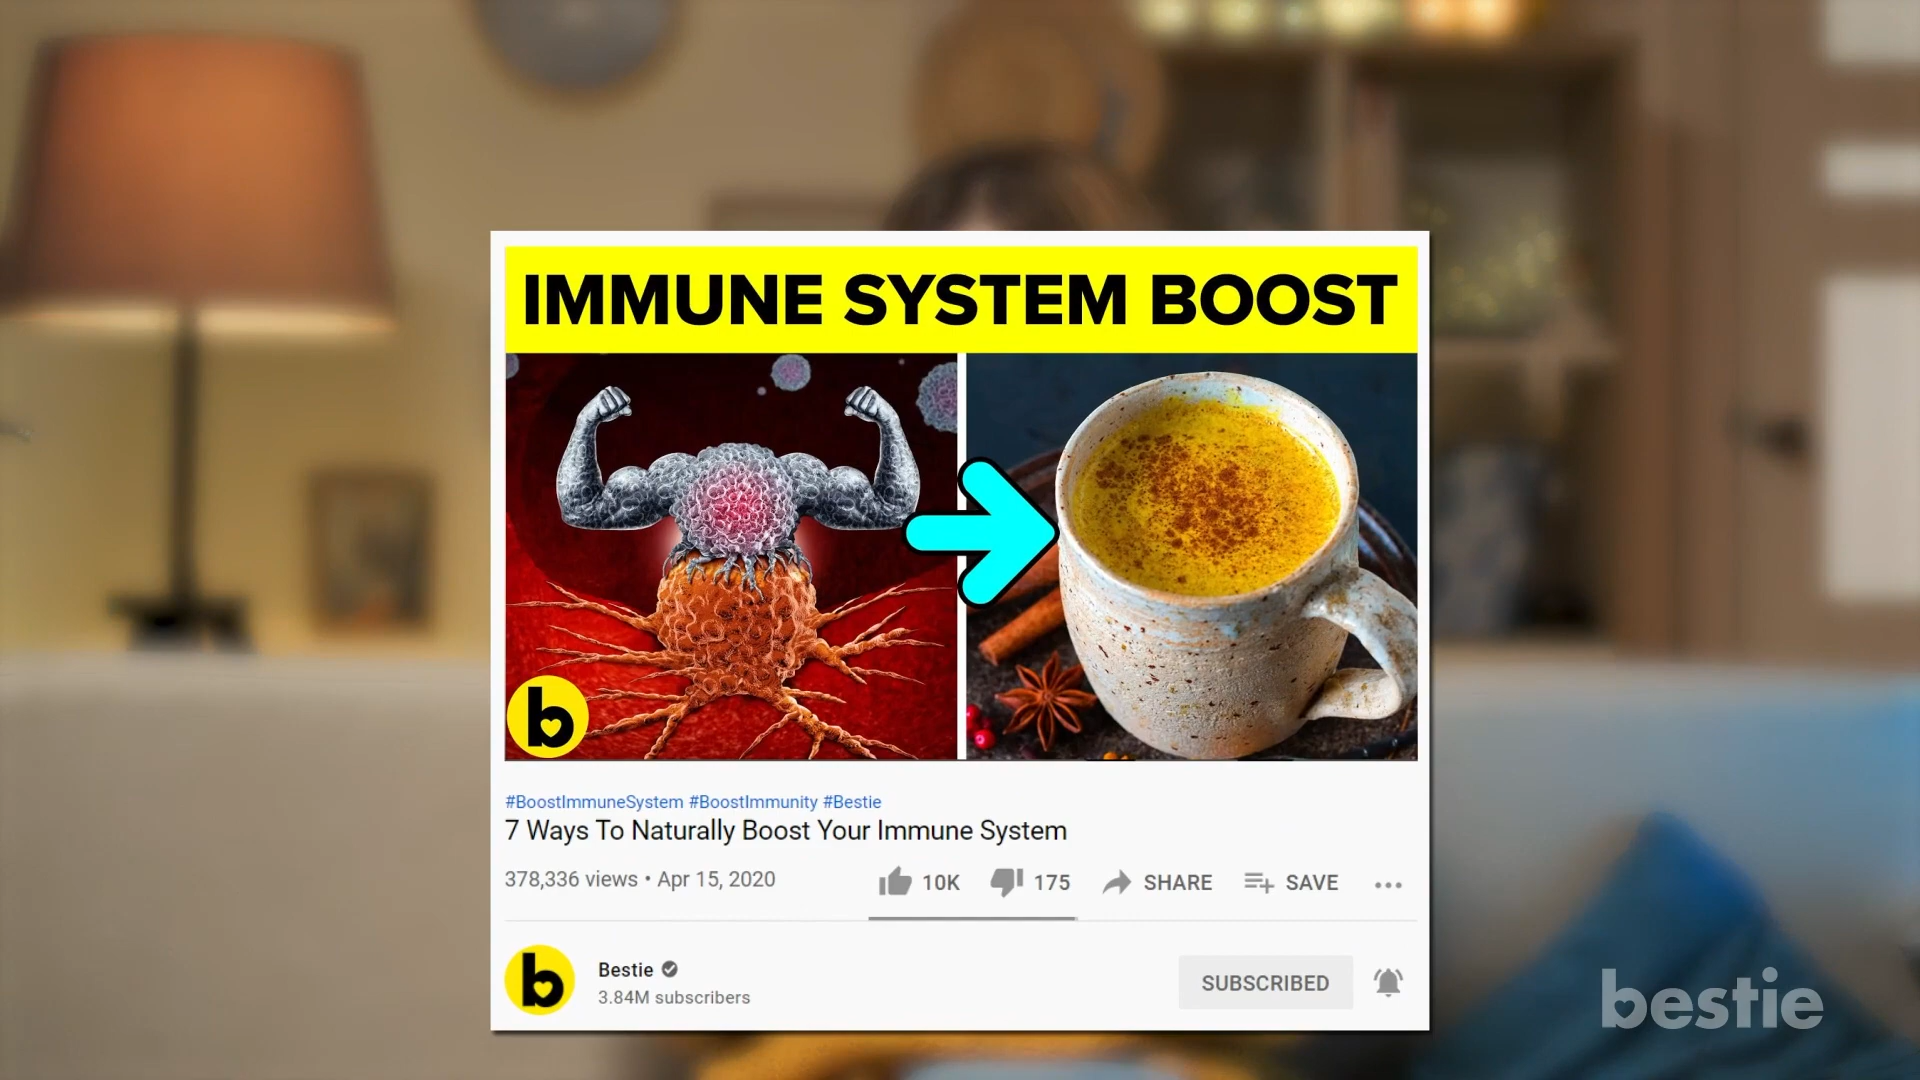 IMMUNE SYSTEM BOOST
b
#BoostImmuneSystem #BoostImmunity #Bestie
7 Ways To Naturally Boost Your Immune System
378,336 views • Apr 15, 2020
10K 175 SHARE SAVE
b
Bestie
3.84M subscribers
SUBSCRIBED
bestie